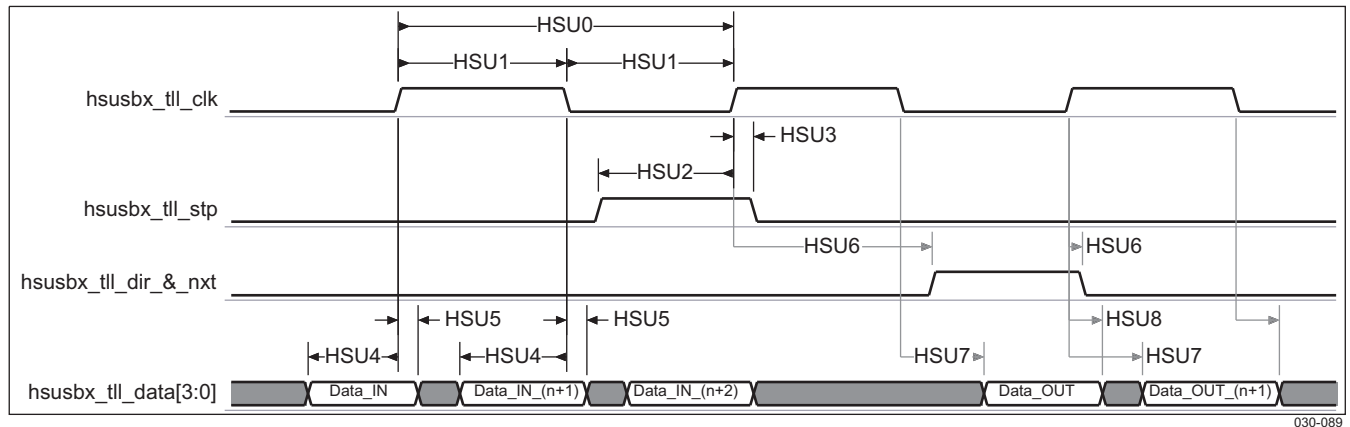 HSU0
HSU1 HSU1
hsusbx_tll_clk
HSU3
HSU2
hsusbx_tll_stp
HSU6 HSU6
hsusbx_tll_dir_&_nxt
HSU5 HSU5 HSU8
HSU4 HSU4 HSU7 HSU7
hsusbx_tll_data[3:0] Data_IN Data_IN_(n+1) Data_IN_(n+2) Data_OUT Data_OUT_(n+1)
030-089